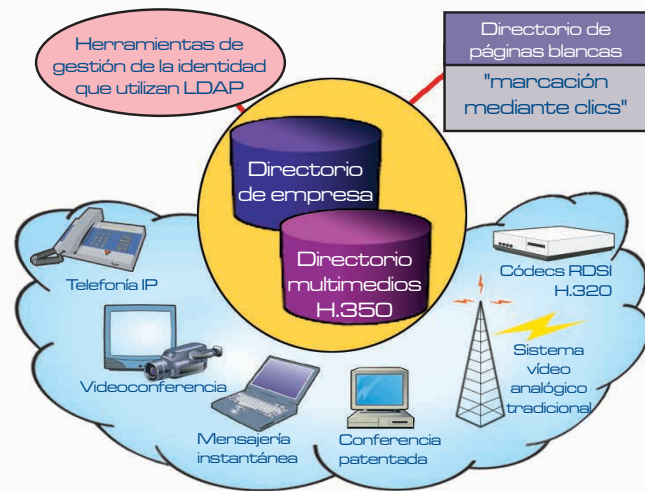 Herramientas de
gestión de la identidad
que utilizan LDAP
Directorio de
páginas blancas
"marcación
mediante clics"
Directorio
de empresa
Directorio
multimedios
H.350
Telefonía IP
Videoconferencia
Mensajería
instantánea
Conferencia
patentada
Códecs RDSI
H.320
Sistema
vídeo
analógico
tradicional